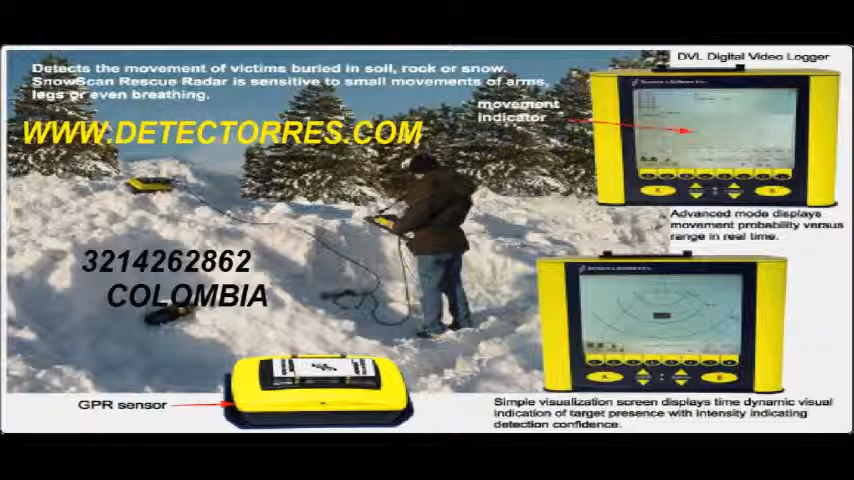 Detects the movement of victims buried in soil, rock or snow.
SnowScan Rescue Radar is sensitive to small movements of arms,
legs or even breathing.
DVL Digital Video Logger
movement
indicator
WWW.DETECTORRES.COM
Advanced mode displays
movement probability versus
range in real time.
3214262862
COLOMBIA
A
B
GPR sensor
Simple visualization screen displays time dynamic visual
indication of target presence with intensity indicating
detection confidence.